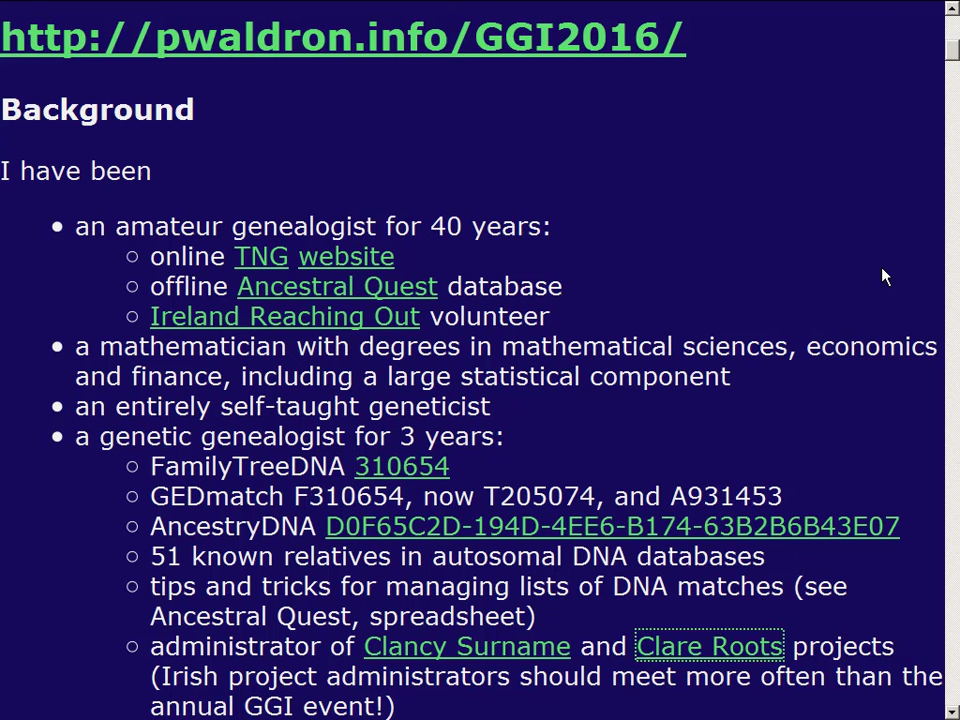 http://pwaldron.info/GGI2016/
Background
I have been
• an amateur genealogist for 40 years:
○ online TNG website
○ offline Ancestral Quest database
○ Ireland Reaching Out volunteer
• a mathematician with degrees in mathematical sciences, economics
and finance, including a large statistical component
• an entirely self-taught geneticist
• a genetic genealogist for 3 years:
○ FamilyTreeDNA 310654
○ GEDmatch F310654, now T205074, and A931453
○ AncestryDNA D0F65C2D-194D-4EE6-B174-63B2B6B43E07
○ 51 known relatives in autosomal DNA databases
○ tips and tricks for managing lists of DNA matches (see
Ancestral Quest, spreadsheet)
○ administrator of Clancy Surname and Clare Roots projects
(Irish project administrators should meet more often than the
annual GGI event!)